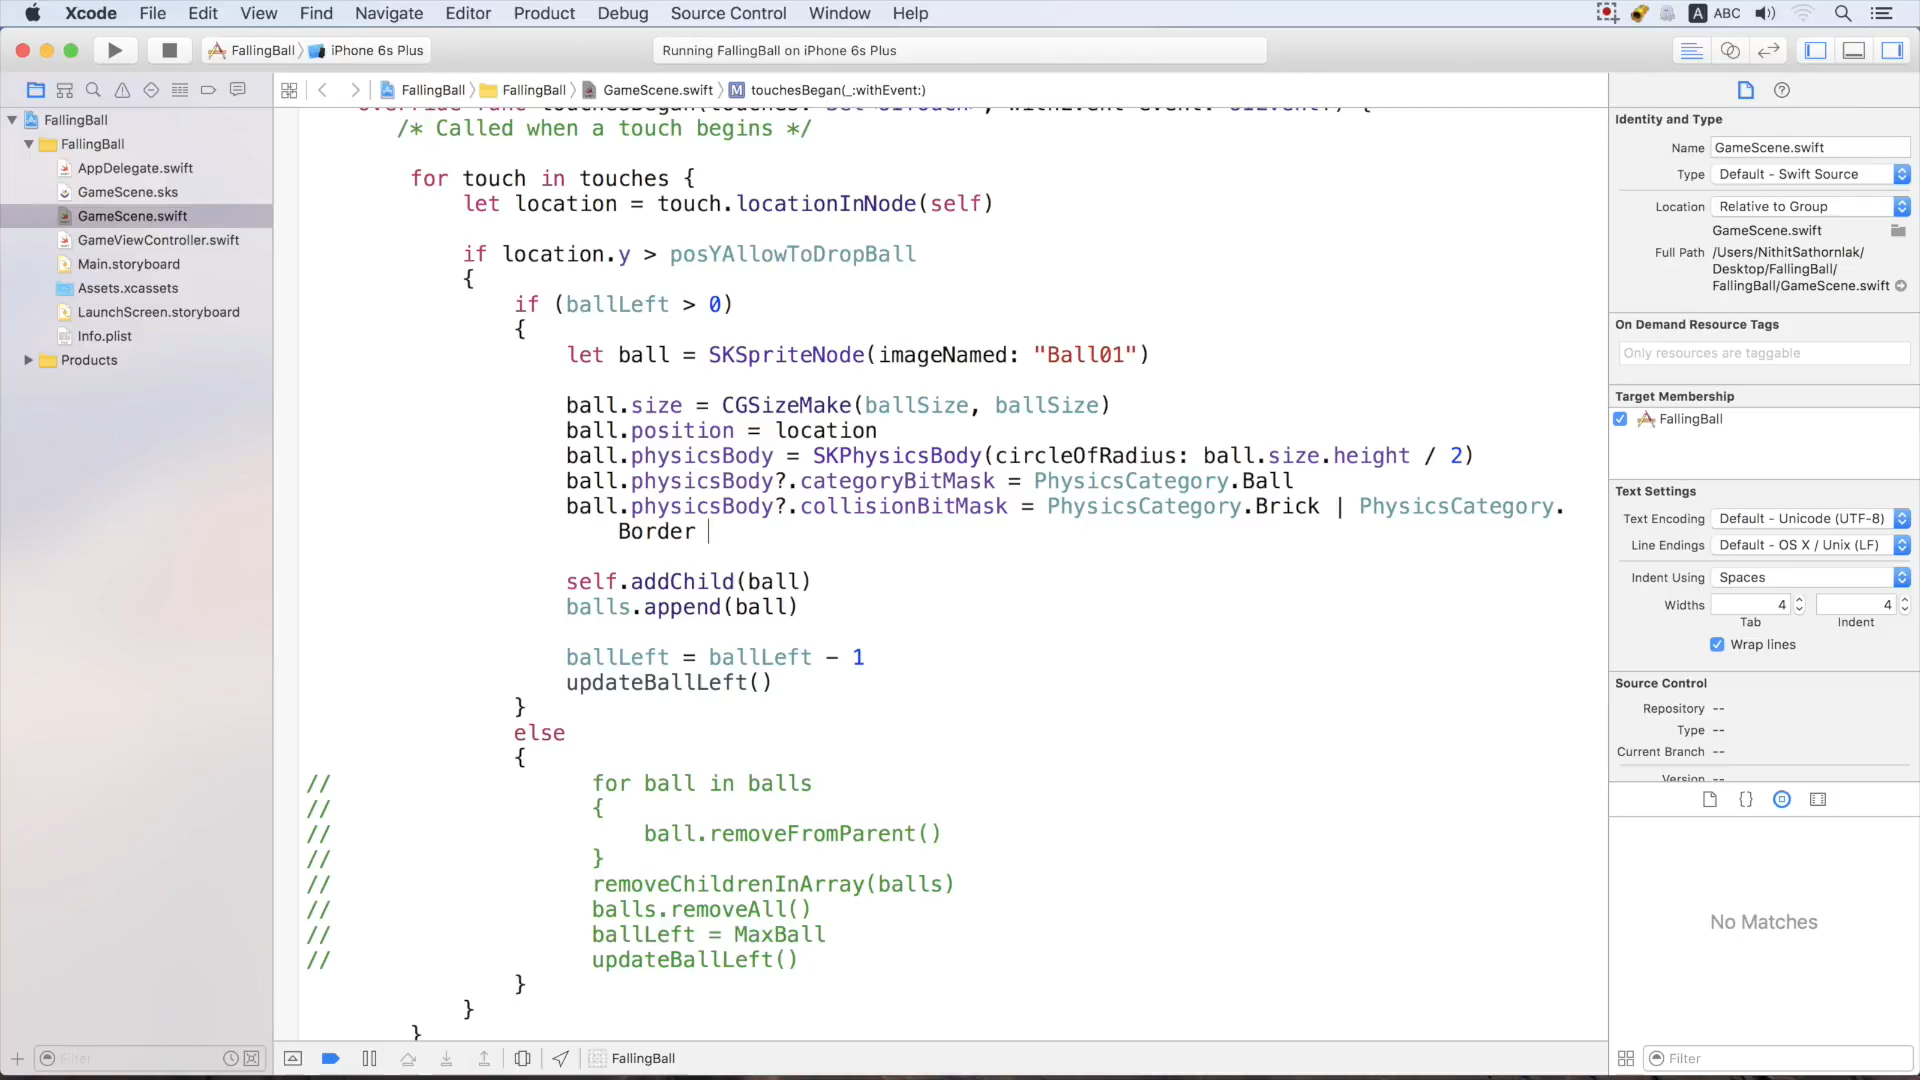 Xcode File Edit View Find Navigate Editor Product Debug Source Control Window Help
A ABC
FallingBall iPhone 6s Plus
Running FallingBall on iPhone 6s Plus
FallingBall FallingBall GameScene.swift M touchesBegan(_:withEvent:)
FallingBall
FallingBall
AppDelegate.swift
GameScene.sks
GameScene.swift
GameViewController.swift
Main.storyboard
Assets.xcassets
LaunchScreen.storyboard
Info.plist
Products
Filter
/* Called when a touch begins */
for touch in touches {
let location = touch.locationInNode(self)
if location.y > posYAllowToDropBall
{
if (ballLeft > 0)
{
let ball = SKSpriteNode(imageNamed: "Ball01")
ball.size = CGSizeMake(ballSize, ballSize)
ball.position = location
ball.physicsBody = SKPhysicsBody(circleOfRadius: ball.size.height / 2)
ball.physicsBody?.categoryBitMask = PhysicsCategory.Ball
ball.physicsBody?.collisionBitMask = PhysicsCategory.Brick | PhysicsCategory.
Border
self.addChild(ball)
balls.append(ball)
ballLeft = ballLeft - 1
updateBallLeft()
}
else
{
// for ball in balls
// {
// ball.removeFromParent()
// }
// removeChildrenInArray(balls)
// balls.removeAll()
// ballLeft = MaxBall
// updateBallLeft()
}
}
}
FallingBall
Identity and Type
Name GameScene.swift
Type Default - Swift Source
Location Relative to Group
GameScene.swift
Full Path /Users/NithitSathornlak/
Desktop/FallingBall/
FallingBall/GameScene.swift
On Demand Resource Tags
Only resources are taggable
Target Membership
FallingBall
Text Settings
Text Encoding Default - Unicode (UTF-8)
Line Endings Default - OS X / Unix (LF)
Indent Using Spaces
Widths 4 4
Tab Indent
Wrap lines
Source Control
Repository --
Type --
Current Branch --
Version --
{}
No Matches
Filter